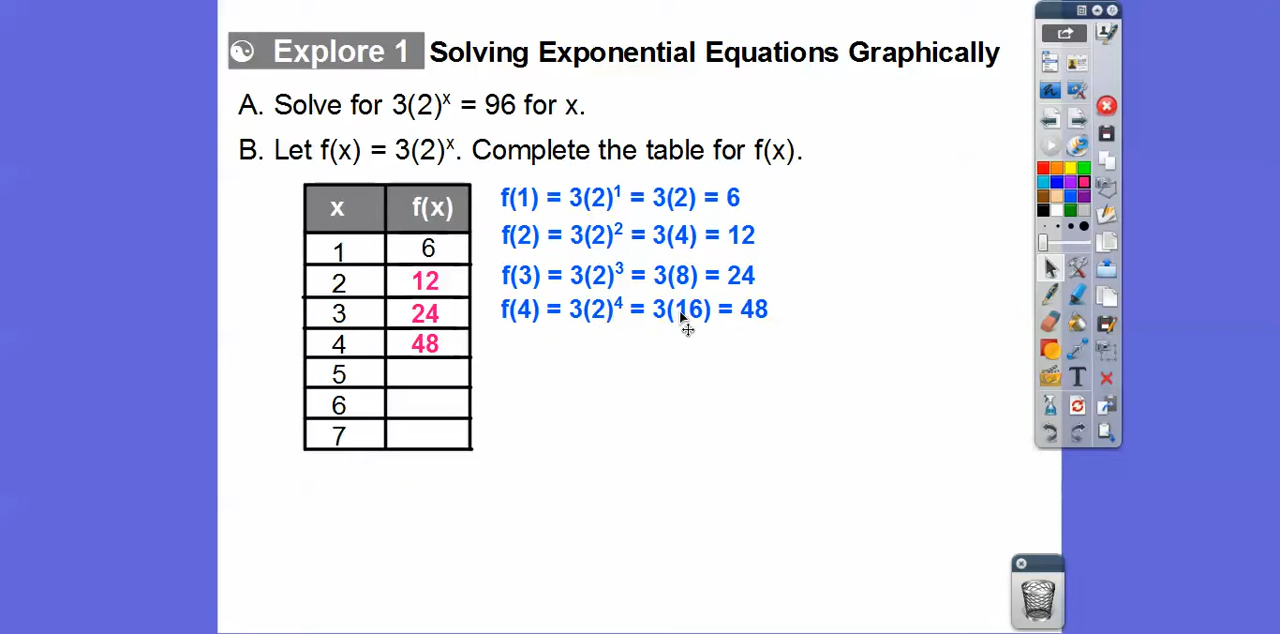 Explore 1 Solving Exponential Equations Graphically
A. Solve for 3(2)ˣ = 96 for x.
B. Let f(x) = 3(2)ˣ. Complete the table for f(x).
x f(x)
1 6
2 12
3 24
4 48
5
6
7
f(1) = 3(2)¹ = 3(2) = 6
f(2) = 3(2)² = 3(4) = 12
f(3) = 3(2)³ = 3(8) = 24
f(4) = 3(2)⁴ = 3(16) = 48